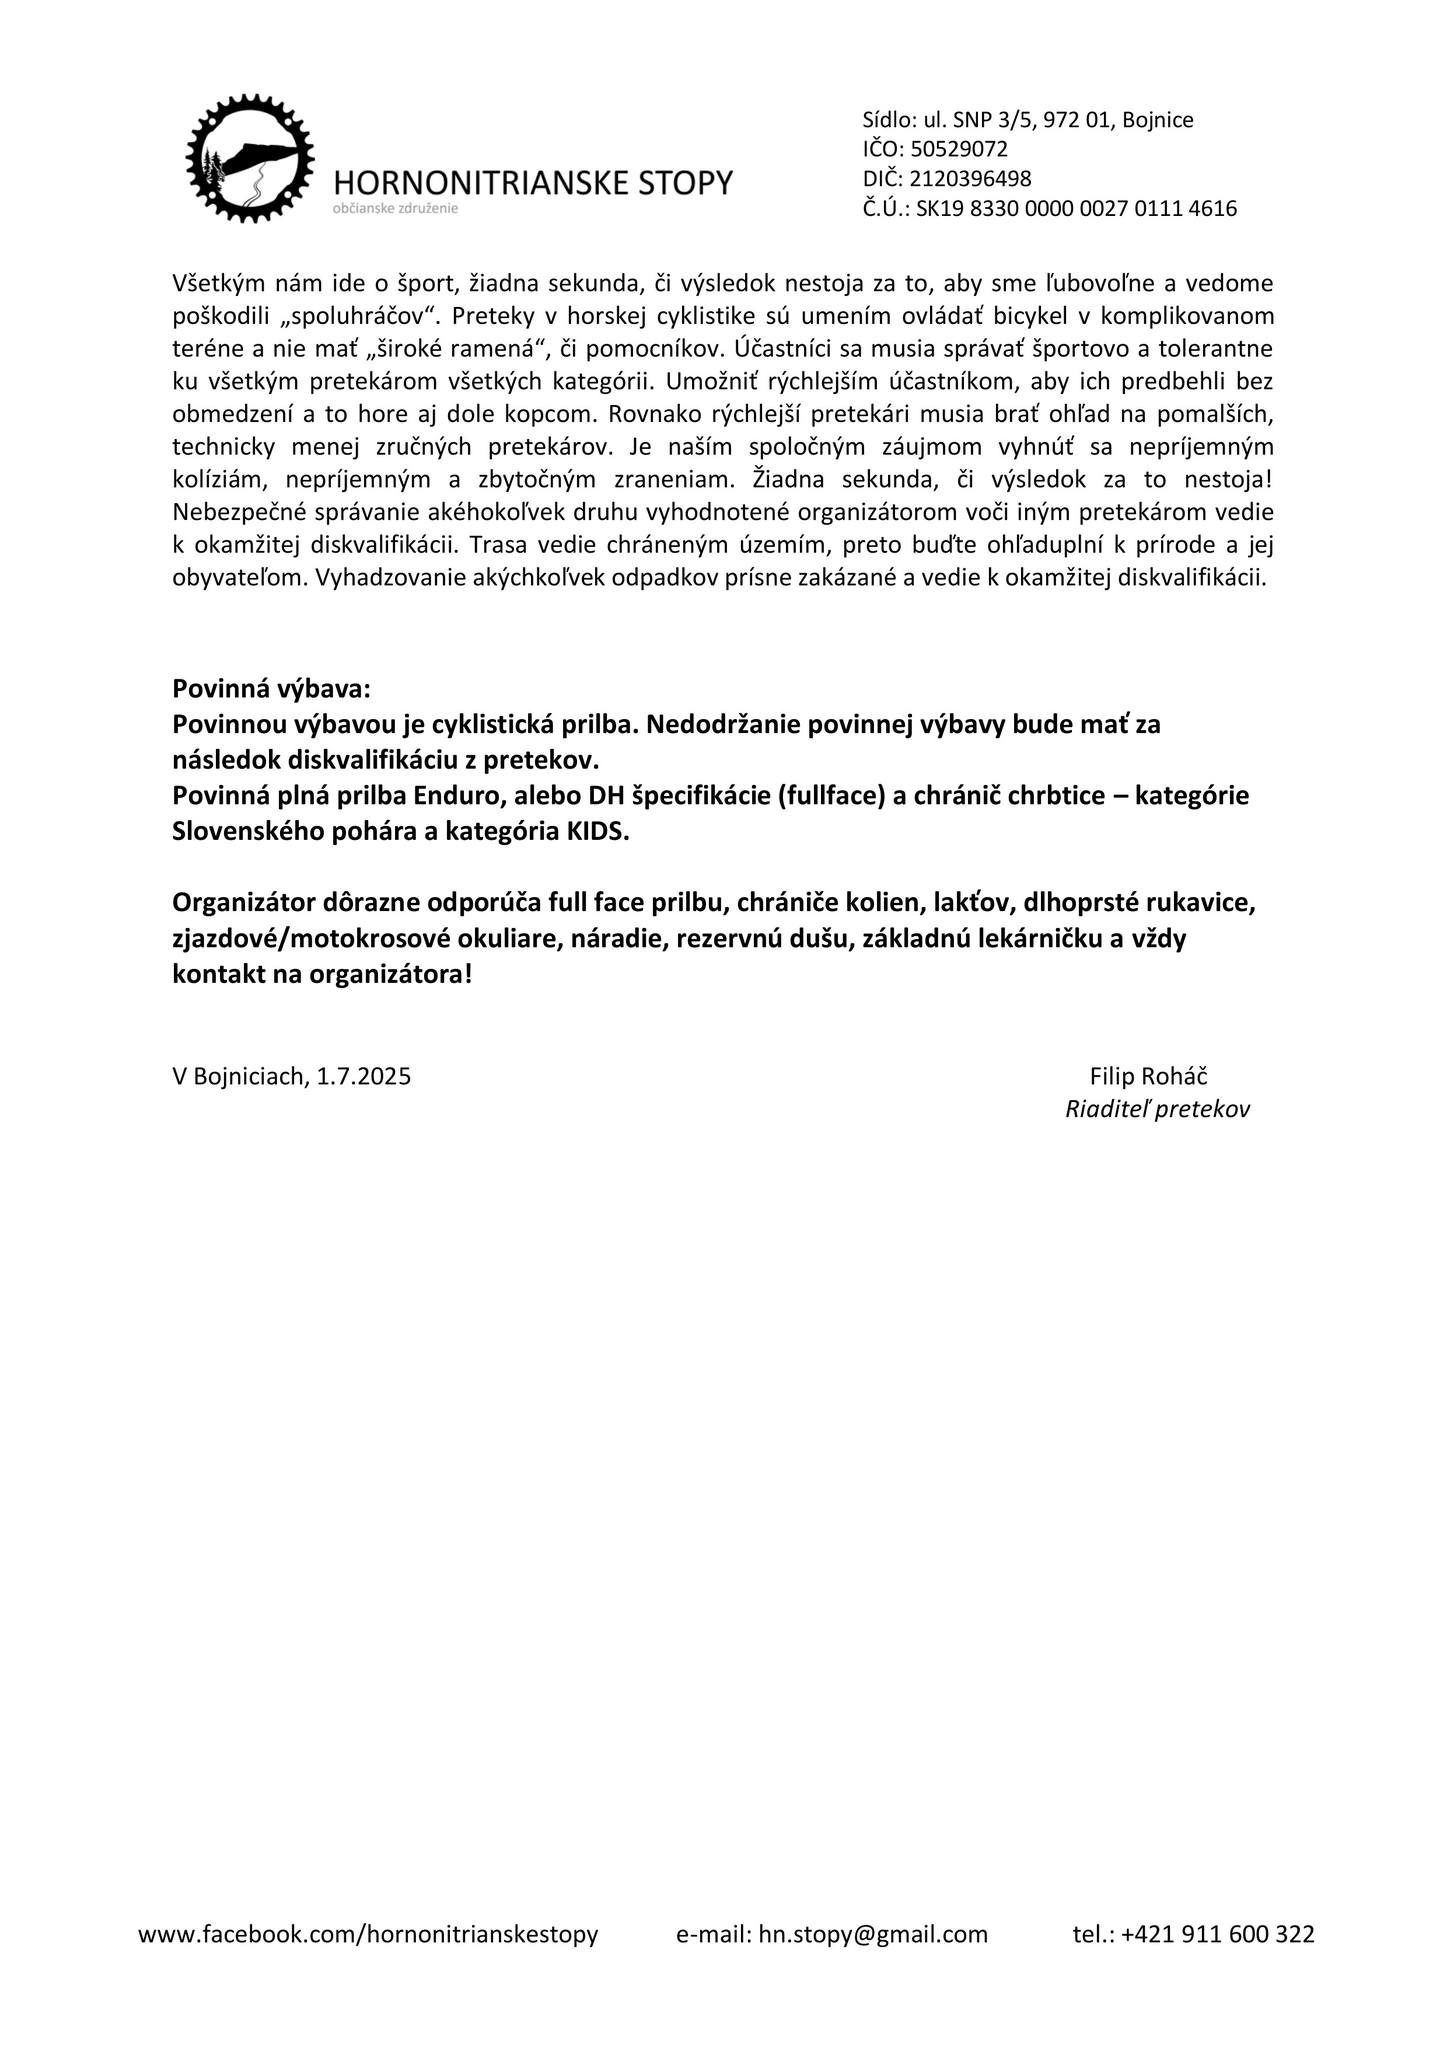 HORNONITRIANSKE STOPY
občianske združenie
Sídlo: ul. SNP 3/5, 972 01, Bojnice
IČO: 50529072
DIČ: 2120396498
Č.Ú.: SK19 8330 0000 0027 0111 4616
Všetkým nám ide o šport, žiadna sekunda, či výsledok nestoja za to, aby sme ľubovoľne a vedome
poškodili „spoluhráčov“. Preteky v horskej cyklistike sú umením ovládať bicykel v komplikovanom
teréne a nie mať „široké ramená“, či pomocníkov. Účastníci sa musia správať športovo a tolerantne
ku všetkým pretekárom všetkých kategórii. Umožniť rýchlejším účastníkom, aby ich predbehli bez
obmedzení a to hore aj dole kopcom. Rovnako rýchlejší pretekári musia brať ohľad na pomalších,
technicky menej zručných pretekárov. Je naším spoločným záujmom vyhnúť sa nepríjemným
kolíziám, nepríjemným a zbytočným zraneniam. Žiadna sekunda, či výsledok za to nestoja!
Nebezpečné správanie akéhokoľvek druhu vyhodnotené organizátorom voči iným pretekárom vedie
k okamžitej diskvalifikácii. Trasa vedie chráneným územím, preto buďte ohľaduplní k prírode a jej
obyvateľom. Vyhadzovanie akýchkoľvek odpadkov prísne zakázané a vedie k okamžitej diskvalifikácii.
Povinná výbava:
Povinnou výbavou je cyklistická prilba. Nedodržanie povinnej výbavy bude mať za
následok diskvalifikáciu z pretekov.
Povinná plná prilba Enduro, alebo DH špecifikácie (fullface) a chránič chrbtice – kategórie
Slovenského pohára a kategória KIDS.
Organizátor dôrazne odporúča full face prilbu, chrániče kolien, lakťov, dlhoprsté rukavice,
zjazdové/motokrosové okuliare, náradie, rezervnú dušu, základnú lekárničku a vždy
kontakt na organizátora!
V Bojniciach, 1.7.2025
Filip Roháč
Riaditeľ pretekov
www.facebook.com/hornonitrianskestopy
e-mail: hn.stopy@gmail.com
tel.: +421 911 600 322